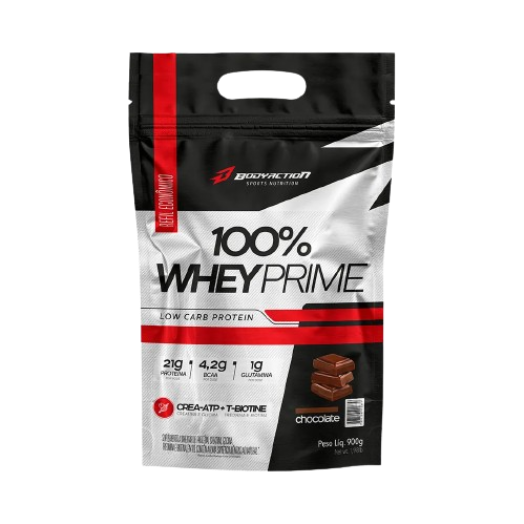 REFIL ECONÔMICO
BODYACTION
SPORTS NUTRITION
100%
WHEYPRIME
LOW CARB PROTEIN
21g
PROTEÍNA
4,2g
BCAA
1g
GLUTAMINA
CREA-ATP + T-BIOTINE
chocolate
Peso Líq. 900g